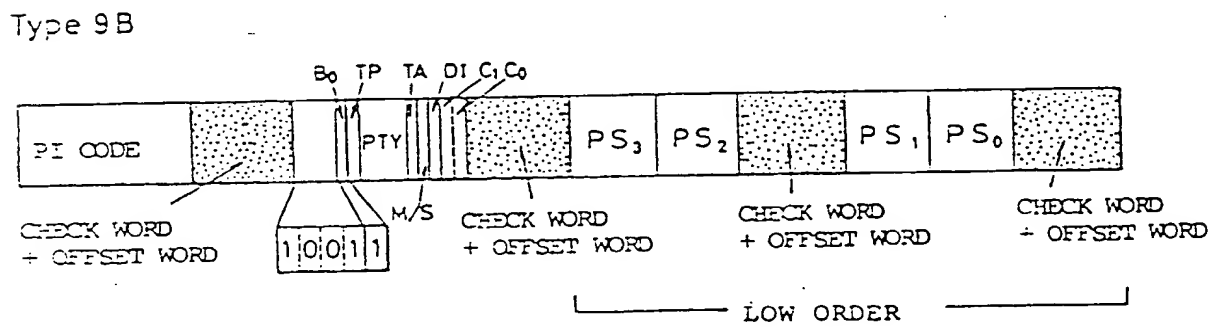 Type 9B
B₀ TP TA DI C₁ C₀
PI CODE PTY PS₃ PS₂ PS₁ PS₀
M/S
CHECK WORD
+ OFFSET WORD
1 0 0 1 1
CHECK WORD
+ OFFSET WORD
CHECK WORD
+ OFFSET WORD
CHECK WORD
+ OFFSET WORD
LOW ORDER